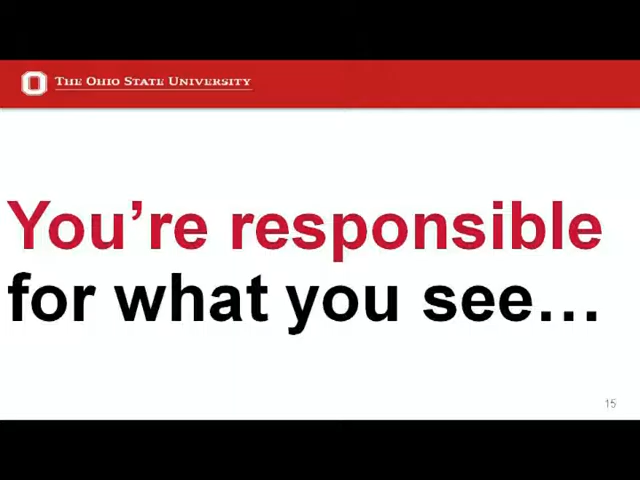 THE OHIO STATE UNIVERSITY
You’re responsible
for what you see…
15